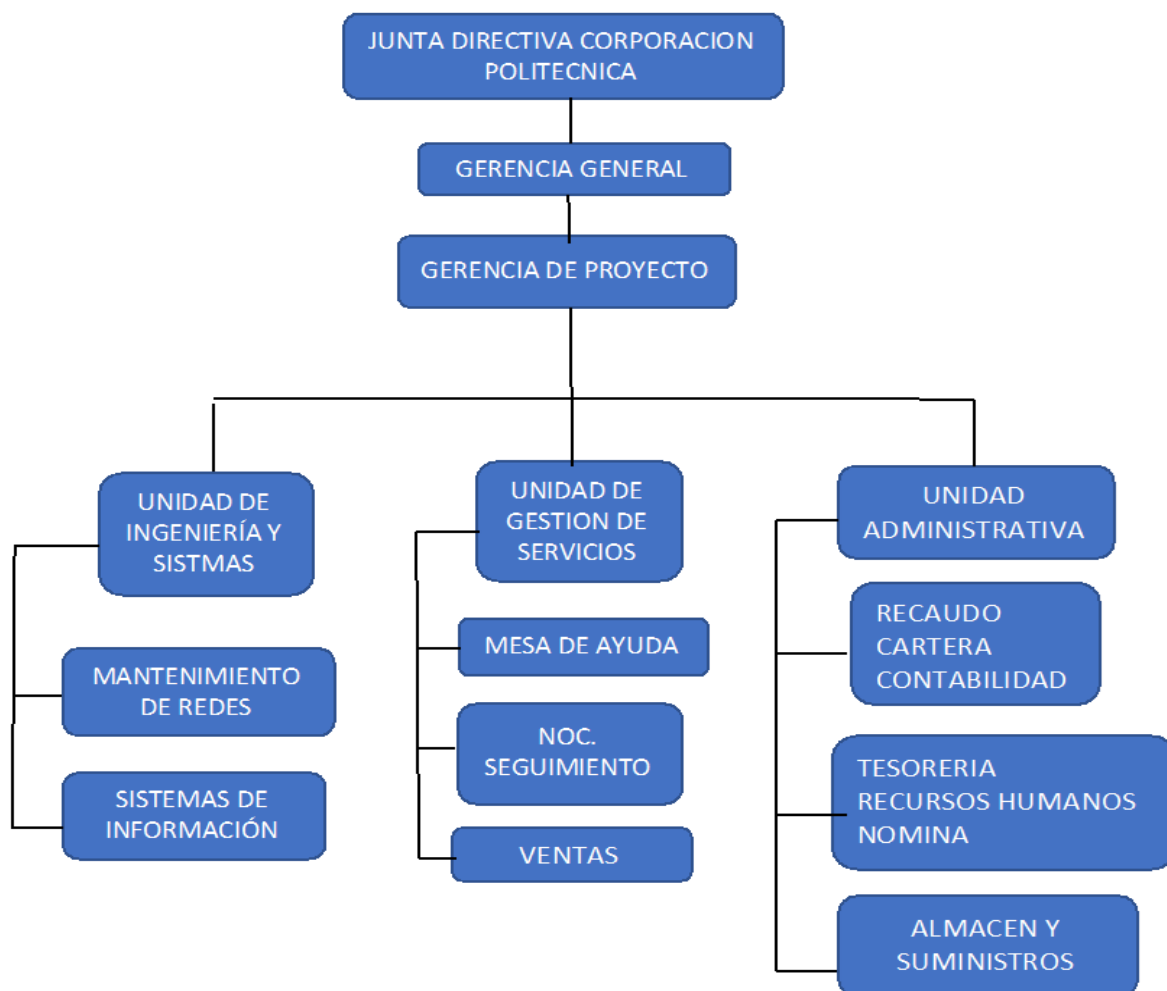 JUNTA DIRECTIVA CORPORACION
POLITECNICA
GERENCIA GENERAL
GERENCIA DE PROYECTO
UNIDAD DE
INGENIERÍA Y
SISTMAS
MANTENIMIENTO
DE REDES
SISTEMAS DE
INFORMACIÓN
UNIDAD DE
GESTION DE
SERVICIOS
MESA DE AYUDA
NOC.
SEGUIMIENTO
VENTAS
UNIDAD
ADMINISTRATIVA
RECAUDO
CARTERA
CONTABILIDAD
TESORERIA
RECURSOS HUMANOS
NOMINA
ALMACEN Y
SUMINISTROS